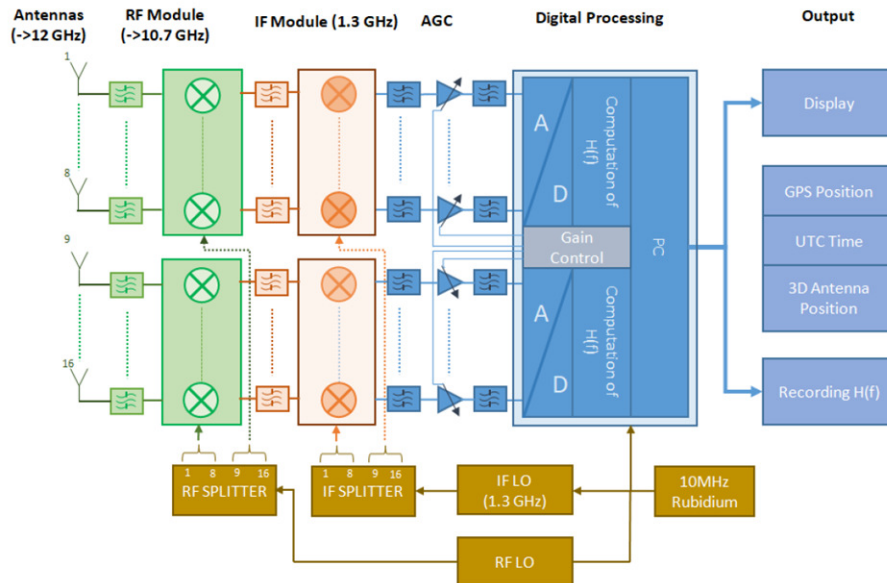 Antennas
(->12 GHz)
RF Module
(->10.7 GHz)
IF Module (1.3 GHz)
AGC
Digital Processing
Output
1
8
9
16
A
D
Computation of
H(f)
Gain
Control
A
D
Computation of
H(f)
PC
Display
GPS Position
UTC Time
3D Antenna
Position
Recording H(f)
1 8 9 16
RF SPLITTER
1 8 9 16
IF SPLITTER
IF LO
(1.3 GHz)
10MHz
Rubidium
RF LO